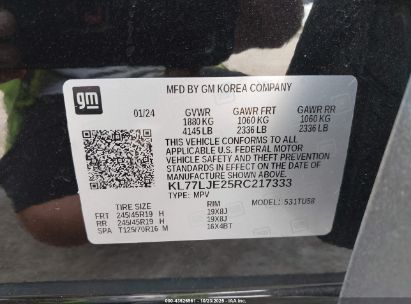 gm
MFD BY GM KOREA COMPANY
01/24 GVWR GAWR FRT GAWR RR
1880 KG 1060 KG 1060 KG
4145 LB 2336 LB 2336 LB
THIS VEHICLE CONFORMS TO ALL
APPLICABLE U.S. FEDERAL MOTOR
VEHICLE SAFETY AND THEFT PREVENTION
STANDARDS IN EFFECT ON THE DATE OF
MANUFACTURE SHOWN ABOVE.
KL77LJE25RC217333
TYPE: MPV
TIRE SIZE RIM MODEL: 531TU58
FRT 245/45R19 H 19X8J
RR 245/45R19 H 19X8J
SPA T125/70R16 M 16X4BT